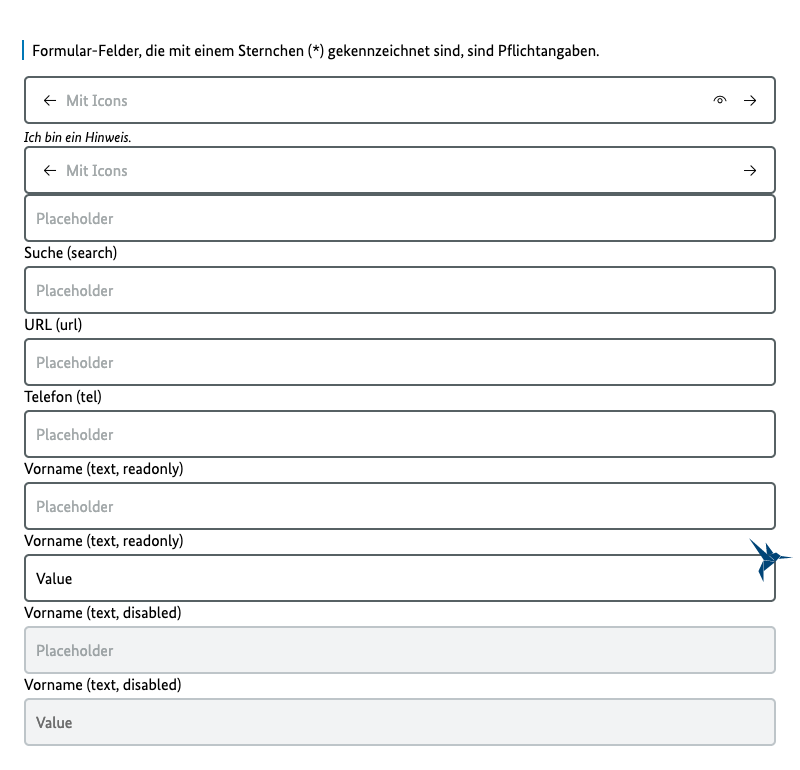 Formular-Felder, die mit einem Sternchen (*) gekennzeichnet sind, sind Pflichtangaben.
Mit Icons
Ich bin ein Hinweis.
Mit Icons
Placeholder
Suche (search)
Placeholder
URL (url)
Placeholder
Telefon (tel)
Placeholder
Vorname (text, readonly)
Placeholder
Vorname (text, readonly)
Value
Vorname (text, disabled)
Placeholder
Vorname (text, disabled)
Value